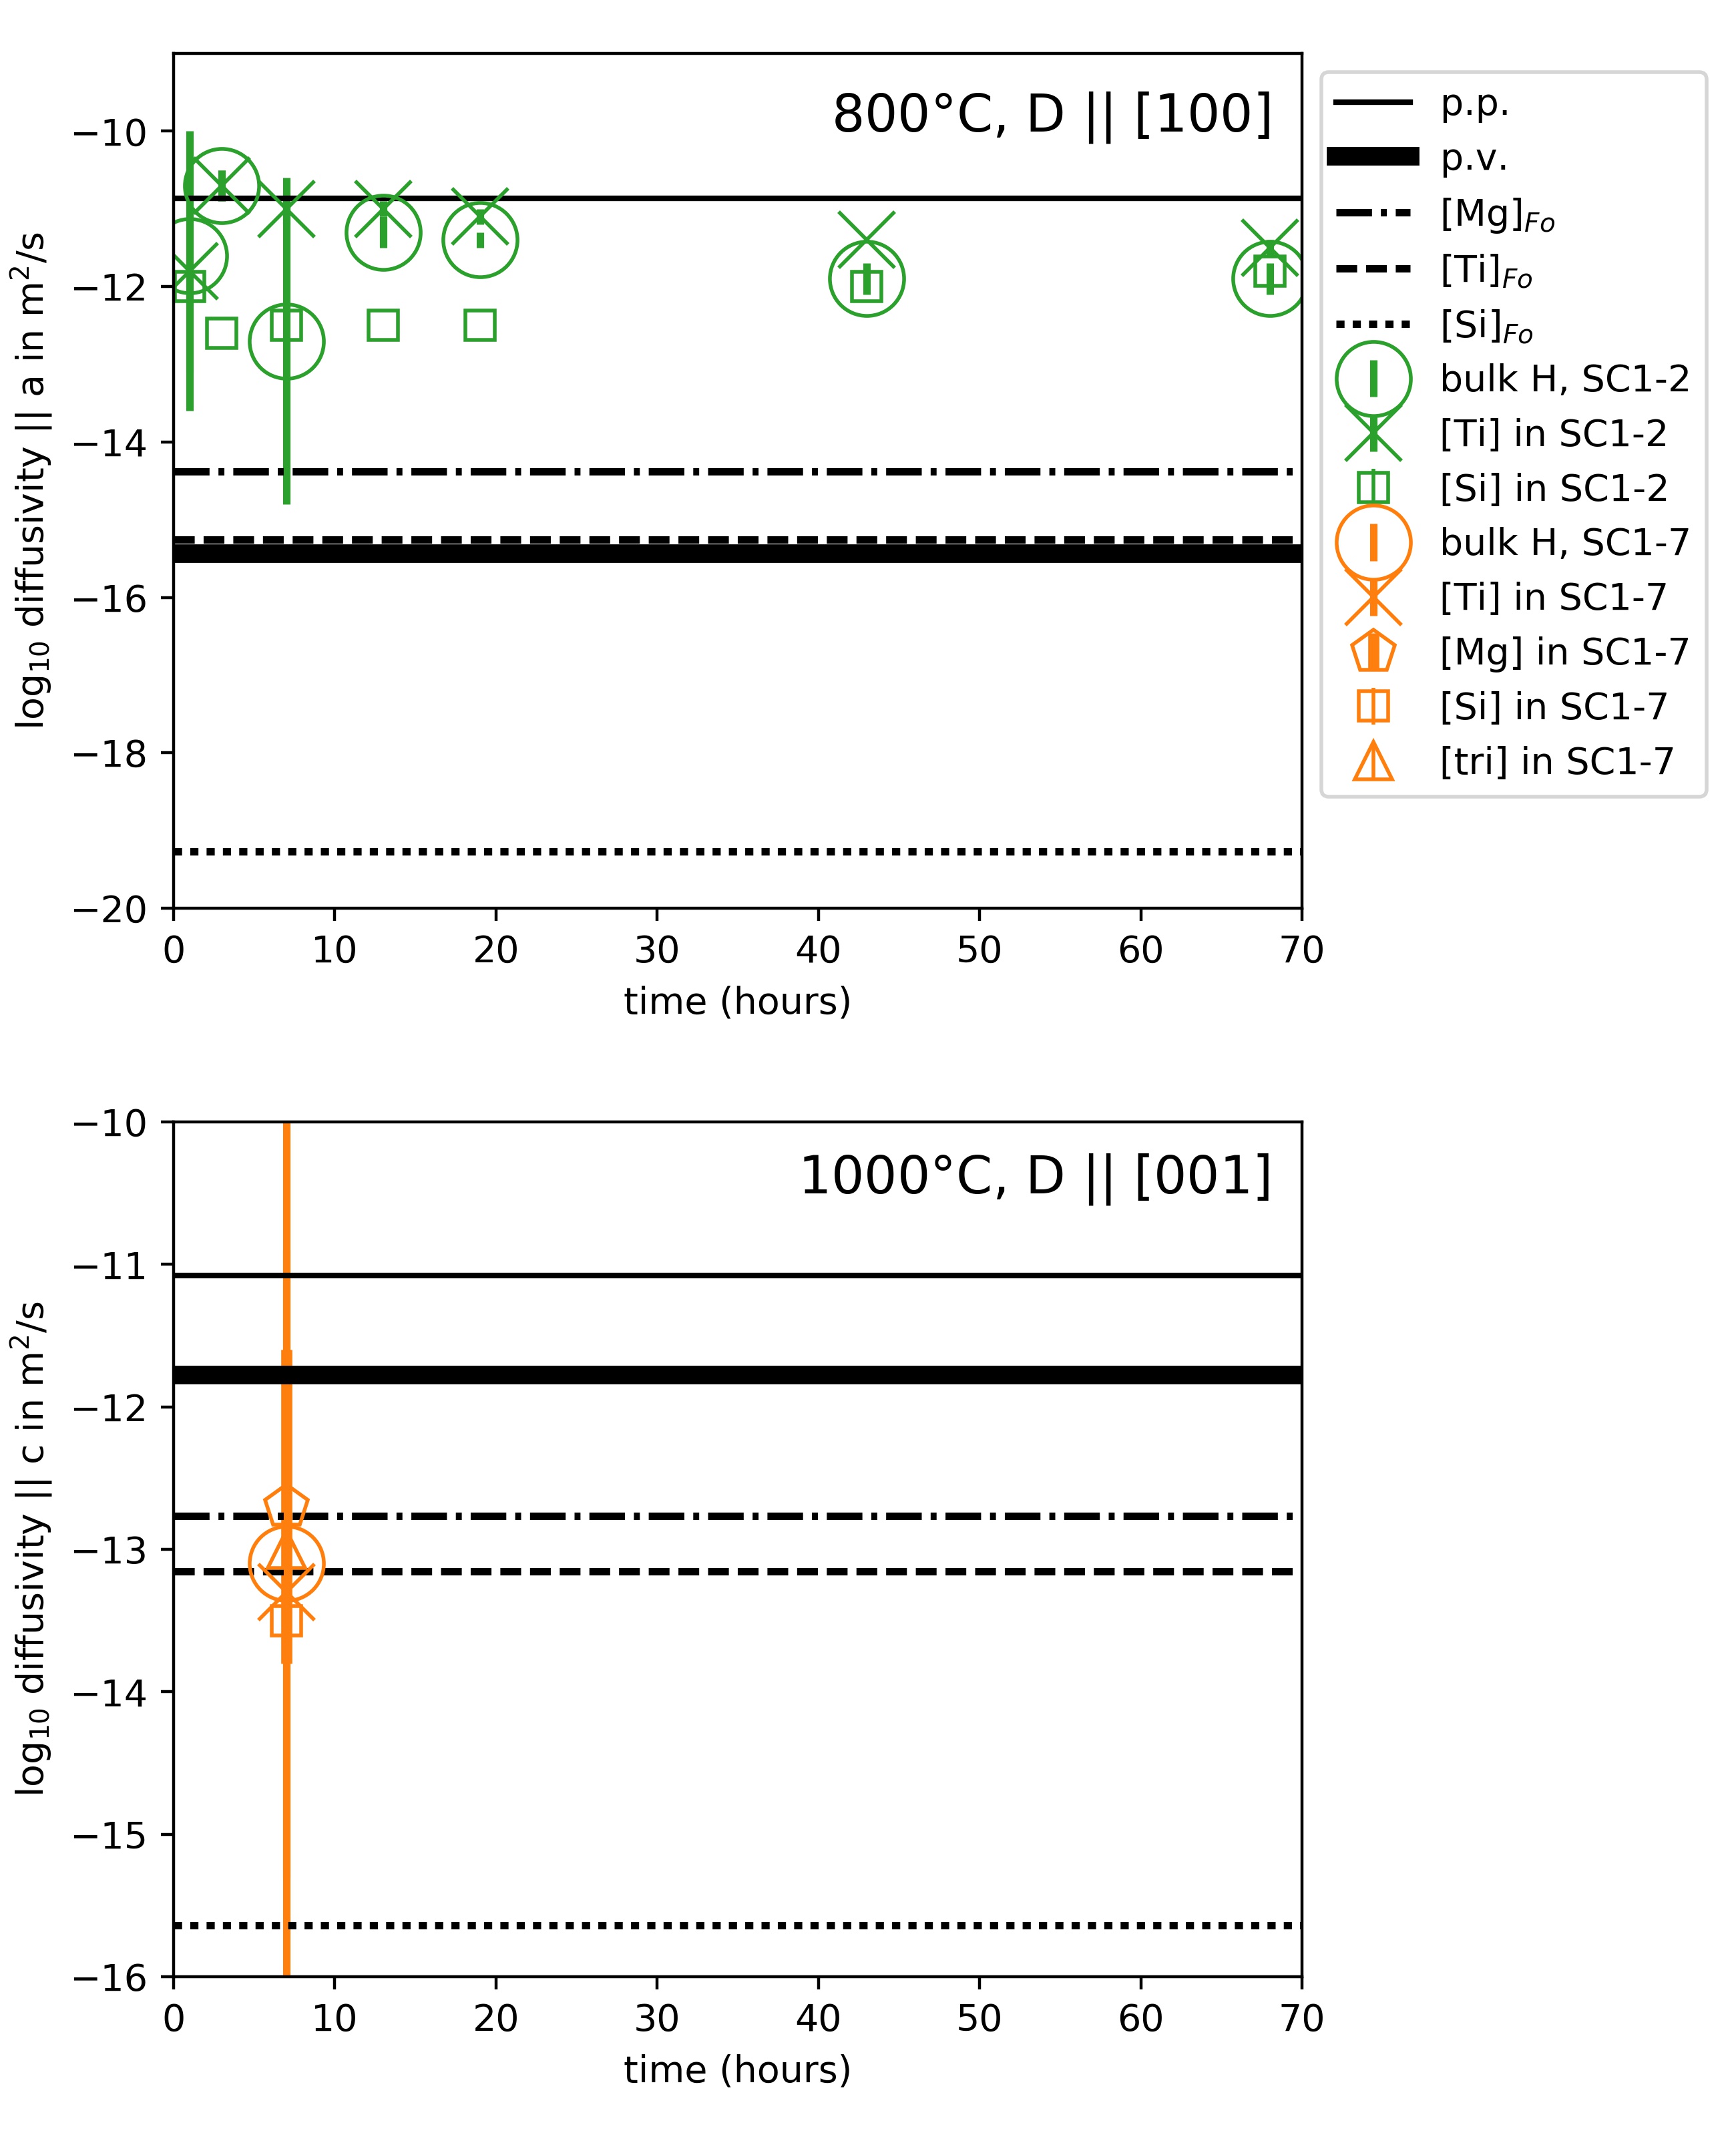 800°C, D || [100]
−10
−12
−14
−16
−18
−20
log₁₀ diffusivity || a in m²/s
0 10 20 30 40 50 60 70
time (hours)
p.p.
p.v.
[Mg]Fo
[Ti]Fo
[Si]Fo
bulk H, SC1-2
[Ti] in SC1-2
[Si] in SC1-2
bulk H, SC1-7
[Ti] in SC1-7
[Mg] in SC1-7
[Si] in SC1-7
[tri] in SC1-7
1000°C, D || [001]
−10
−11
−12
−13
−14
−15
−16
log₁₀ diffusivity || c in m²/s
0 10 20 30 40 50 60 70
time (hours)